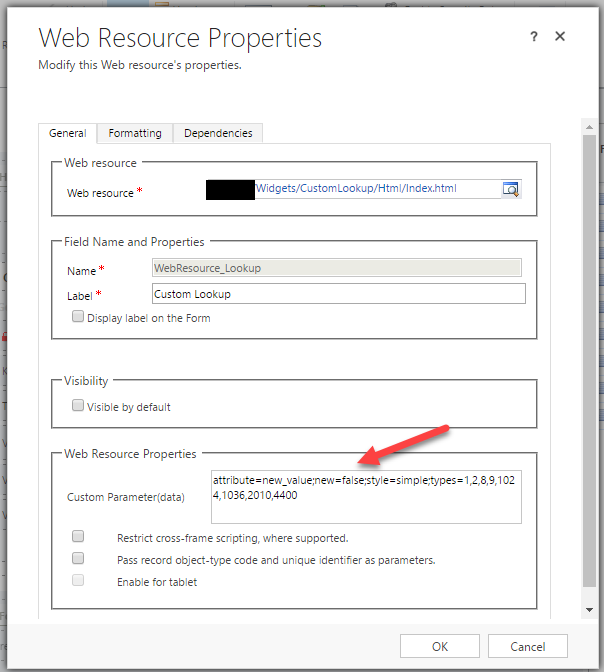 Web Resource Properties
? ×
Modify this Web resource's properties.
General Formatting Dependencies
Web resource
Web resource * /Widgets/CustomLookup/Html/Index.html
Field Name and Properties
Name * WebResource_Lookup
Label * Custom Lookup
Display label on the Form
Visibility
Visible by default
Web Resource Properties
Custom Parameter(data)
attribute=new_value;new=false;style=simple;types=1,2,8,9,102
4,1036,2010,4400
Restrict cross-frame scripting, where supported.
Pass record object-type code and unique identifier as parameters.
Enable for tablet
OK Cancel